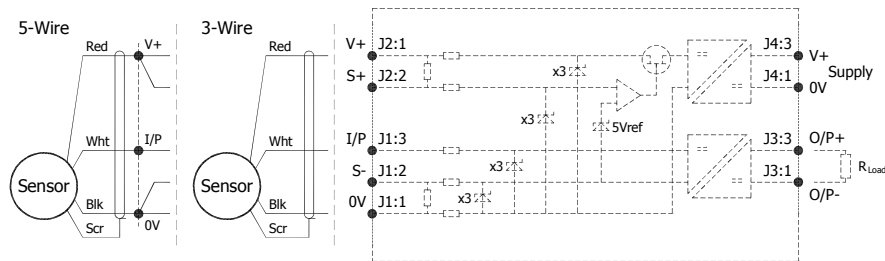 5-Wire
3-Wire
Red
V+
Wht
I/P
Sensor
Blk
0V
Scr
Red
Wht
Sensor
Blk
Scr
V+ J2:1
S+ J2:2
I/P J1:3
S- J1:2
0V J1:1
x3
x3
5Vref
x3
x3
J4:3 V+
Supply
J4:1 0V
J3:3 O/P+
RLoad
J3:1 O/P-